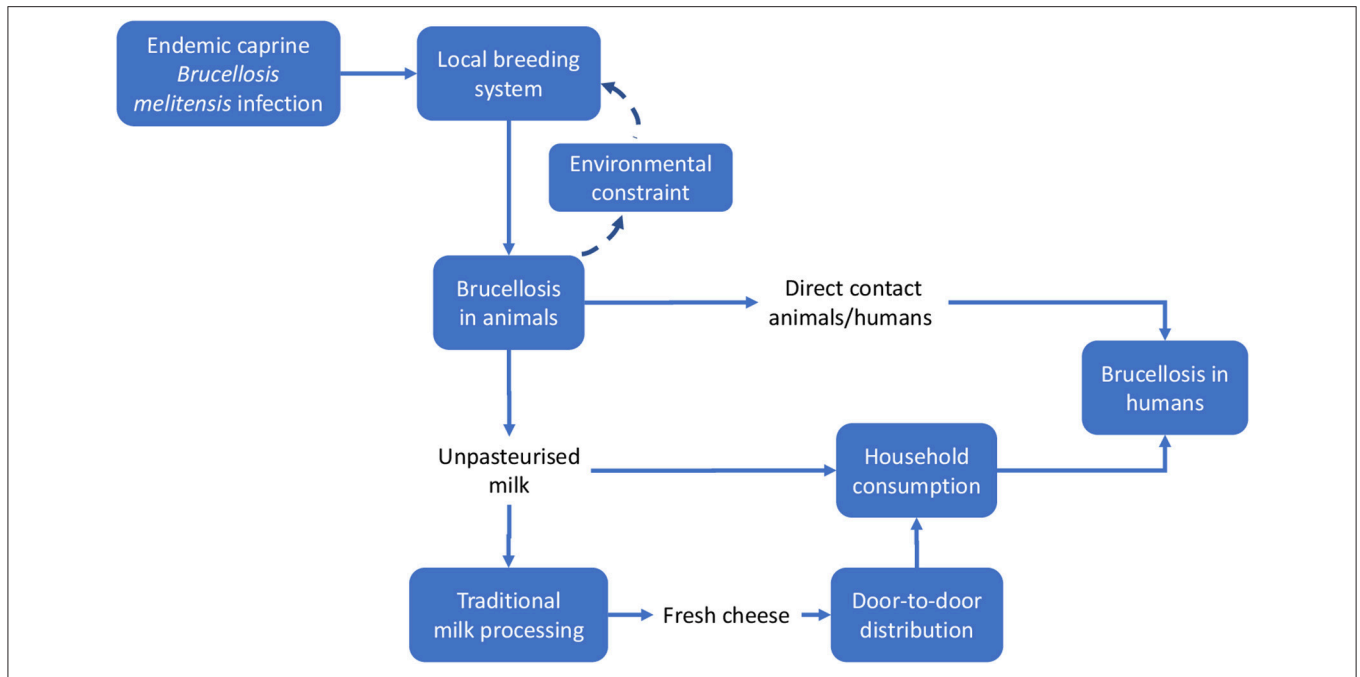 Endemic caprine
Brucellosis
melitensis infection
Local breeding
system
Environmental
constraint
Brucellosis
in animals
Direct contact
animals/humans
Brucellosis in
humans
Unpasteurised
milk
Household
consumption
Traditional
milk processing
Fresh cheese
Door-to-door
distribution